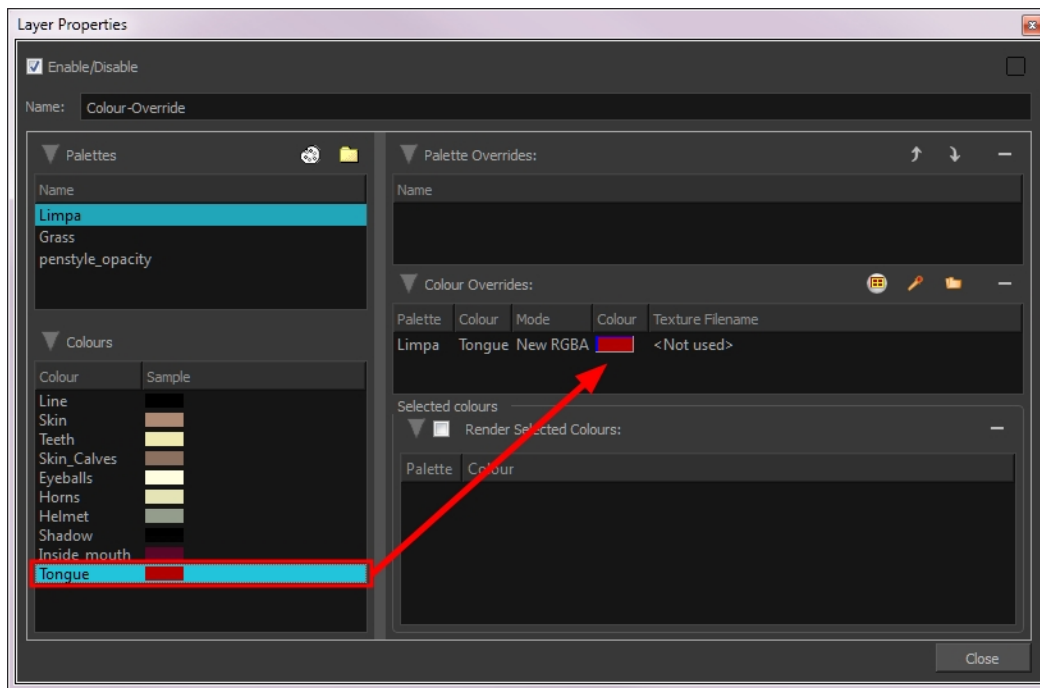 Layer Properties
Enable/Disable
Name: Colour-Override
Palettes
Name
Limpa
Grass
penstyle_opacity
Colours
Colour Sample
Line
Skin
Teeth
Skin_Calves
Eyeballs
Horns
Helmet
Shadow
Inside_mouth
Tongue
Palette Overrides:
Name
Colour Overrides:
Palette Colour Mode Colour Texture Filename
Limpa Tongue New RGBA <Not used>
Selected colours
Render Selected Colours:
Palette Colour
Close